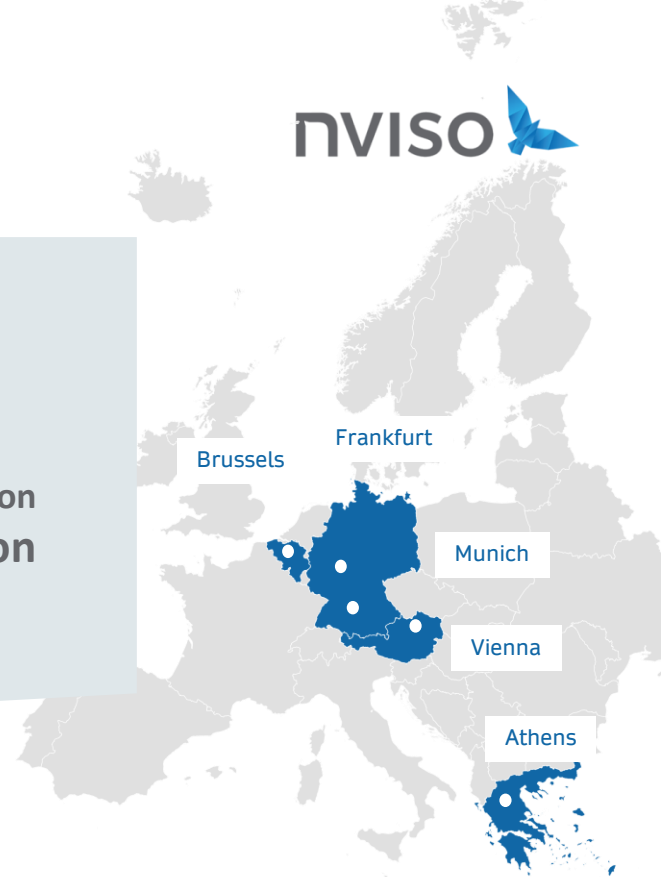 nviso
Frankfurt
Brussels
on
on
Munich
Vienna
Athens